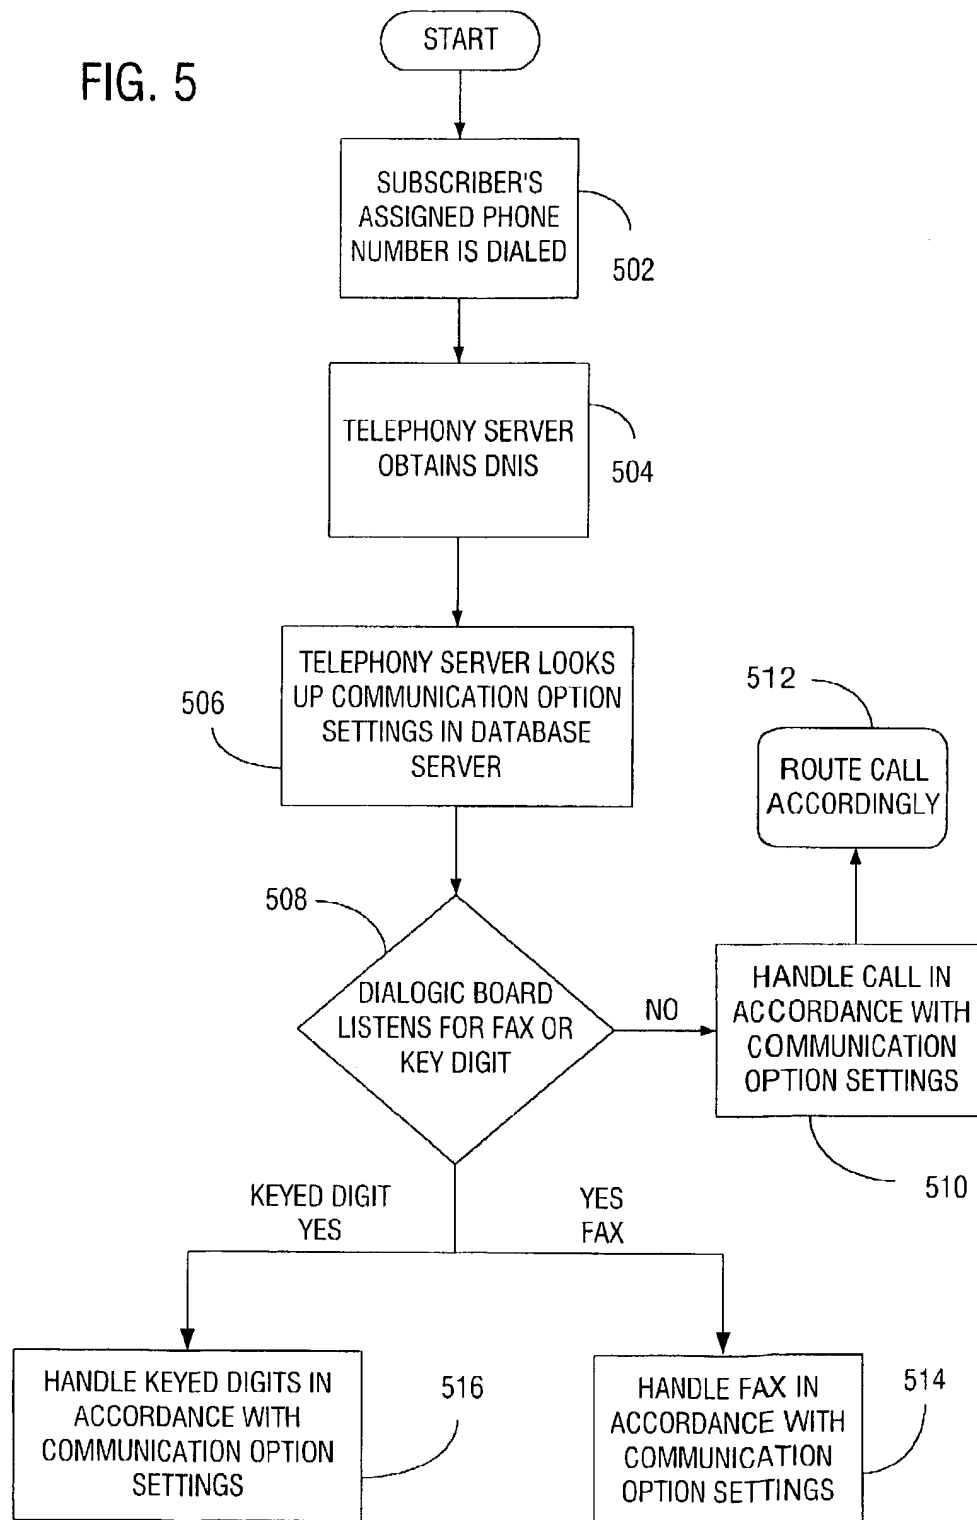 START
FIG. 5
SUBSCRIBER'S
ASSIGNED PHONE
NUMBER IS DIALED
502
TELEPHONY SERVER
OBTAINS DNIS
504
TELEPHONY SERVER LOOKS
UP COMMUNICATION OPTION
SETTINGS IN DATABASE
SERVER
506
512
ROUTE CALL
ACCORDINGLY
508
DIALOGIC BOARD
LISTENS FOR FAX OR
KEY DIGIT
NO
HANDLE CALL IN
ACCORDANCE WITH
COMMUNICATION
OPTION SETTINGS
510
KEYED DIGIT
YES
YES
FAX
HANDLE KEYED DIGITS IN
ACCORDANCE WITH
COMMUNICATION OPTION
SETTINGS
516
HANDLE FAX IN
ACCORDANCE WITH
COMMUNICATION
OPTION SETTINGS
514